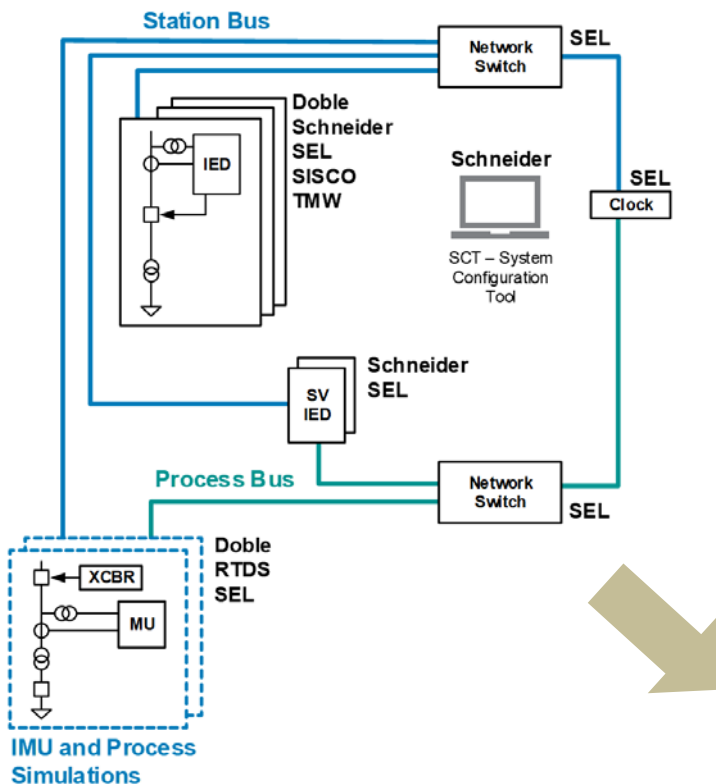 Station Bus
Network
Switch
SEL
Doble
Schneider
SEL
SISCO
TMW
IED
Schneider
SCT – System
Configuration
Tool
SEL
Clock
Schneider
SEL
SV
IED
Process Bus
Network
Switch
SEL
Doble
RTDS
SEL
XCBR
MU
IMU and Process
Simulations